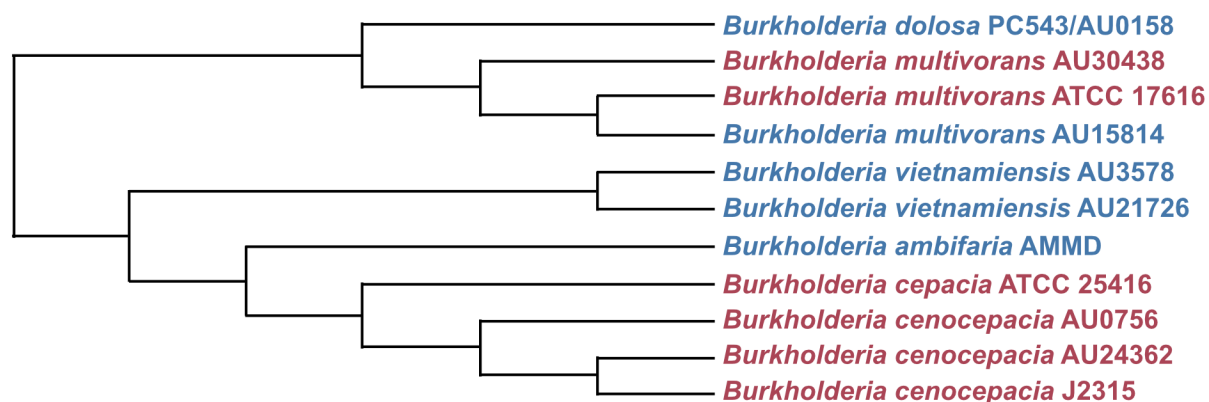 Burkholderia dolosa PC543/AU0158
Burkholderia multivorans AU30438
Burkholderia multivorans ATCC 17616
Burkholderia multivorans AU15814
Burkholderia vietnamiensis AU3578
Burkholderia vietnamiensis AU21726
Burkholderia ambifaria AMMD
Burkholderia cepacia ATCC 25416
Burkholderia cenocepacia AU0756
Burkholderia cenocepacia AU24362
Burkholderia cenocepacia J2315